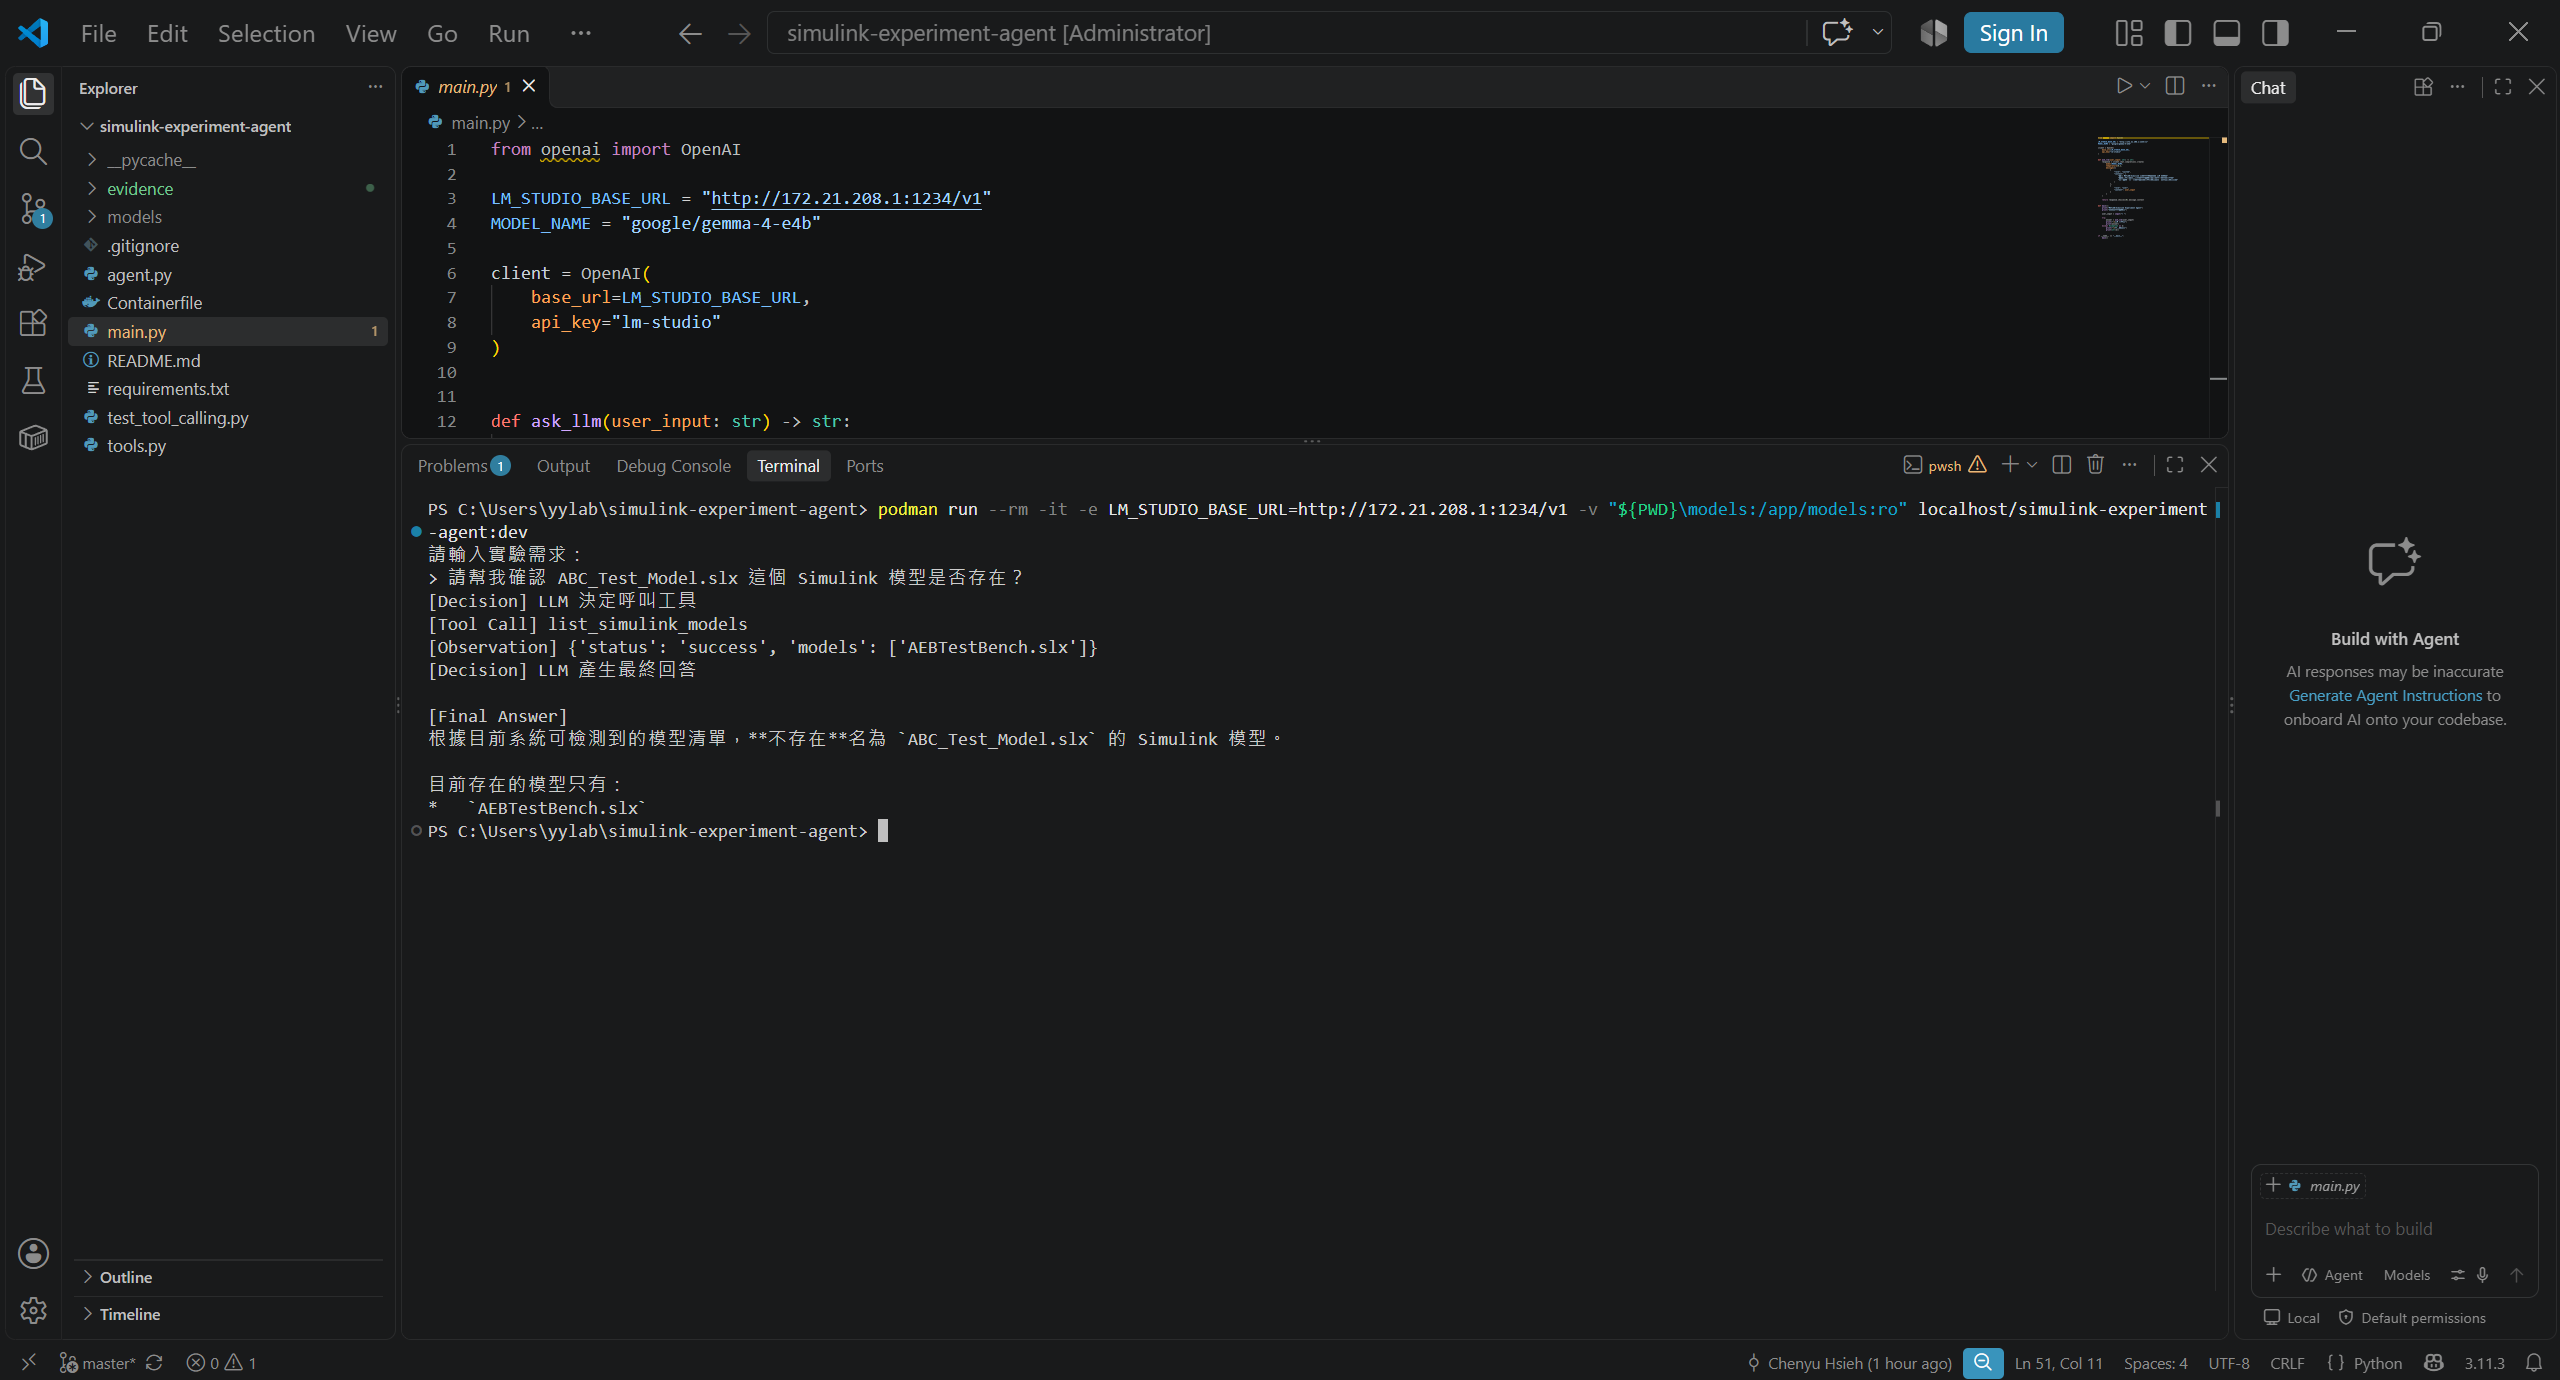 File Edit Selection View Go Run ...
simulink-experiment-agent [Administrator]
Sign In
Explorer
simulink-experiment-agent
__pycache__
evidence
models
.gitignore
agent.py
Containerfile
main.py 1
README.md
requirements.txt
test_tool_calling.py
tools.py
Outline
Timeline
main.py 1
main.py > ...
1 from openai import OpenAI
2
3 LM_STUDIO_BASE_URL = "http://172.21.208.1:1234/v1"
4 MODEL_NAME = "google/gemma-4-e4b"
5
6 client = OpenAI(
7 base_url=LM_STUDIO_BASE_URL,
8 api_key="lm-studio"
9 )
10
11
12 def ask_llm(user_input: str) -> str:
Problems 1 Output Debug Console Terminal Ports
pwsh
PS C:\Users\yylab\simulink-experiment-agent> podman run --rm -it -e LM_STUDIO_BASE_URL=http://172.21.208.1:1234/v1 -v "${PWD}\models:/app/models:ro" localhost/simulink-experiment
-agent:dev
請輸入實驗需求：
> 請幫我確認 ABC_Test_Model.slx 這個 Simulink 模型是否存在？
[Decision] LLM 決定呼叫工具
[Tool Call] list_simulink_models
[Observation] {'status': 'success', 'models': ['AEBTestBench.slx']}
[Decision] LLM 產生最終回答
[Final Answer]
根據目前系統可檢測到的模型清單，**不存在**名為 `ABC_Test_Model.slx` 的 Simulink 模型。
目前存在的模型只有：
* `AEBTestBench.slx`
PS C:\Users\yylab\simulink-experiment-agent>
Chat
Build with Agent
AI responses may be inaccurate
Generate Agent Instructions to
onboard AI onto your codebase.
main.py
Describe what to build
Agent Models
Local Default permissions
1
master* 0 1
Chenyu Hsieh (1 hour ago) Ln 51, Col 11 Spaces: 4 UTF-8 CRLF { } Python 3.11.3